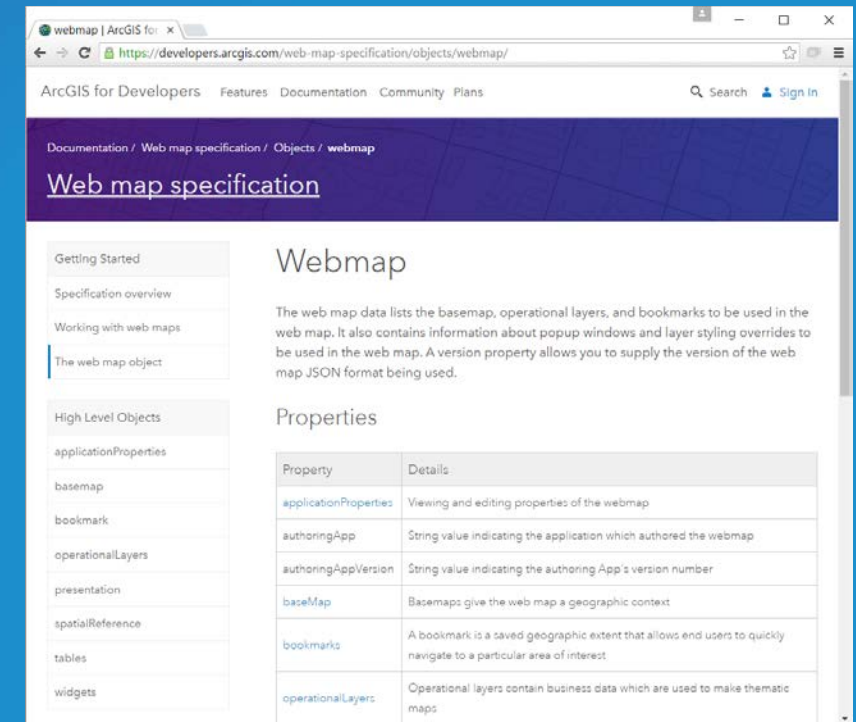 webmap | ArcGIS for
https://developers.arcgis.com/web-map-specification/objects/webmap/
ArcGIS for Developers Features Documentation Community Plans Search Sign In
Documentation / Web map specification / Objects / webmap
Web map specification
Getting Started
Specification overview
Working with web maps
The web map object
High Level Objects
applicationProperties
basemap
bookmark
operationalLayers
presentation
spatialReference
tables
widgets
Webmap
The web map data lists the basemap, operational layers, and bookmarks to be used in the
web map. It also contains information about popup windows and layer styling overrides to
be used in the web map. A version property allows you to supply the version of the web
map JSON format being used.
Properties
Property Details
applicationProperties Viewing and editing properties of the webmap
authoringApp String value indicating the application which authored the webmap
authoringAppVersion String value indicating the authoring App's version number
baseMap Basemaps give the web map a geographic context
bookmarks A bookmark is a saved geographic extent that allows end users to quickly
navigate to a particular area of interest
operationalLayers Operational layers contain business data which are used to make thematic
maps